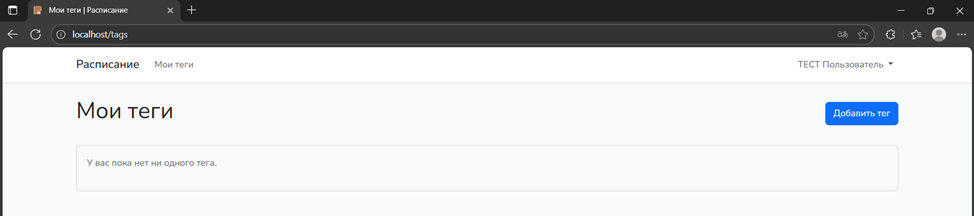 Мои теги | Расписание
localhost/tags
Расписание Мои теги ТЕСТ Пользователь
Мои теги
Добавить тег
У вас пока нет ни одного тега.